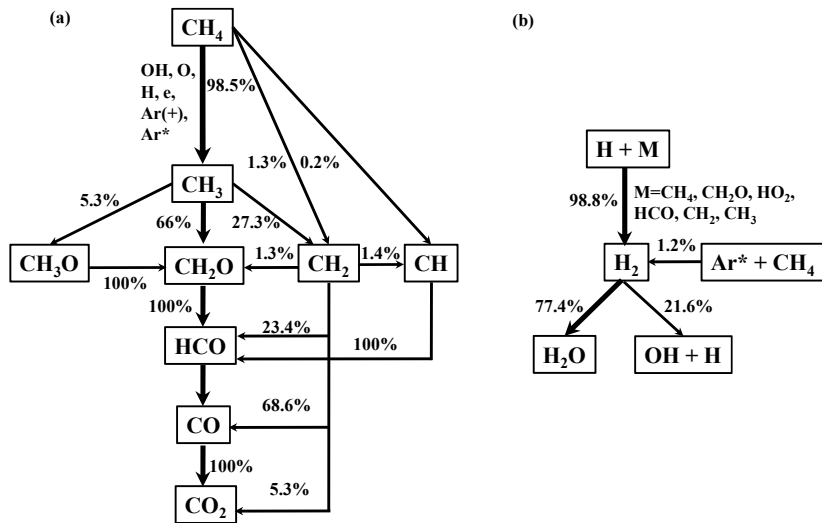 (a)
CH₄
OH, O,
H, e,
Ar(+),
Ar*
98.5%
1.3%
0.2%
CH₃
5.3%
66%
27.3%
CH₃O
CH₂O
CH₂
CH
100%
1.3%
1.4%
100%
HCO
23.4%
100%
CO
68.6%
100%
CO₂
5.3%
(b)
H + M
98.8%
M=CH₄, CH₂O, HO₂,
HCO, CH₂, CH₃
H₂
1.2%
Ar* + CH₄
77.4%
21.6%
H₂O
OH + H